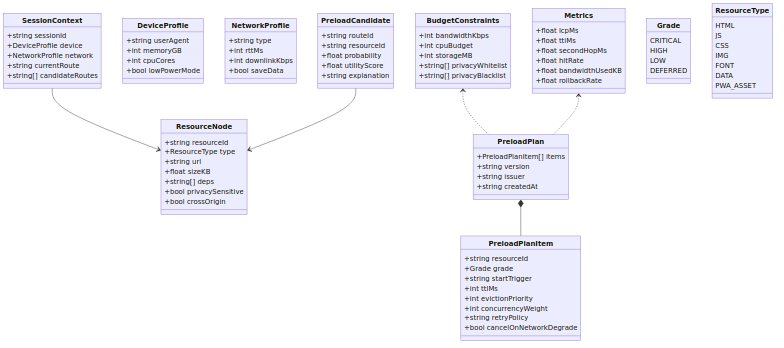 SessionContext
+string sessionId
+DeviceProfile device
+NetworkProfile network
+string currentRoute
+string[] candidateRoutes
DeviceProfile
+string userAgent
+int memoryGB
+int cpuCores
+bool lowPowerMode
NetworkProfile
+string type
+int rttMs
+int downlinkKbps
+bool saveData
PreloadCandidate
+string routeId
+string resourceId
+float probability
+float utilityScore
+string explanation
BudgetConstraints
+int bandwidthKbps
+int cpuBudget
+int storageMB
+string[] privacyWhitelist
+string[] privacyBlacklist
Metrics
+float lcpMs
+float ttiMs
+float secondHopMs
+float hitRate
+float bandwidthUsedKB
+float rollbackRate
Grade
CRITICAL
HIGH
LOW
DEFERRED
ResourceType
HTML
JS
CSS
IMG
FONT
DATA
PWA_ASSET
ResourceNode
+string resourceId
+ResourceType type
+string url
+float sizeKB
+string[] deps
+bool privacySensitive
+bool crossOrigin
PreloadPlan
+PreloadPlanItem[] items
+string version
+string issuer
+string createdAt
PreloadPlanItem
+string resourceId
+Grade grade
+string startTrigger
+int ttlMs
+int evictionPriority
+int concurrencyWeight
+string retryPolicy
+bool cancelOnNetworkDegrade